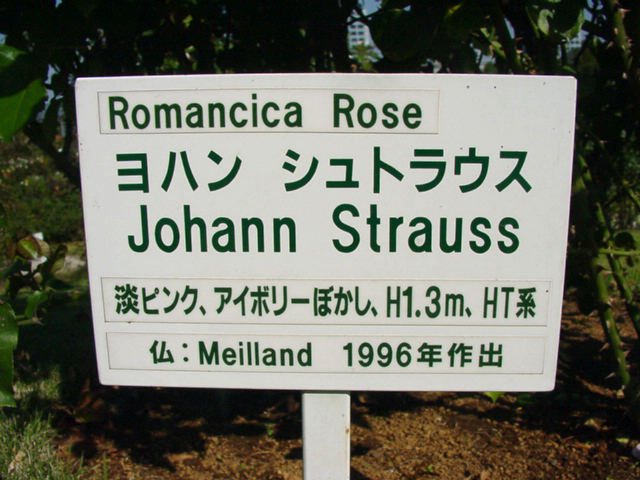 Romancica Rose
ヨハン シュトラウス
Johann Strauss
淡ピンク、アイボリーぼかし、H1.3m、HT系
仏：Meilland 1996年作出